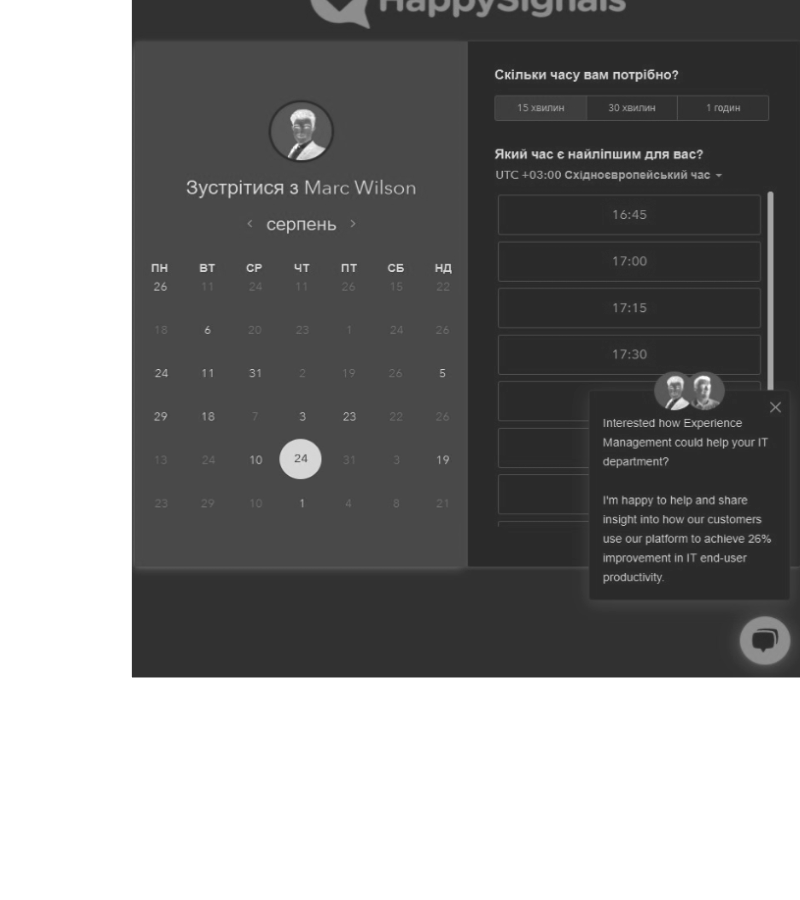 HappySignals
Зустрітися з Marc Wilson
серпень
ПН ВТ СР ЧТ ПТ СБ НД
26 11 24 11 26 15 22
18 6 20 23 1 24 26
24 11 31 2 19 26 5
29 18 7 3 23 22 26
13 24 10 24 31 3 19
23 29 10 1 4 8 21
Скільки часу вам потрібно?
15 хвилин 30 хвилин 1 годин
Який час є найліпшим для вас?
UTC +03:00 Східноєвропейський час
16:45
17:00
17:15
17:30
Interested how Experience
Management could help your IT
department?
I'm happy to help and share
insight into how our customers
use our platform to achieve 26%
improvement in IT end-user
productivity.